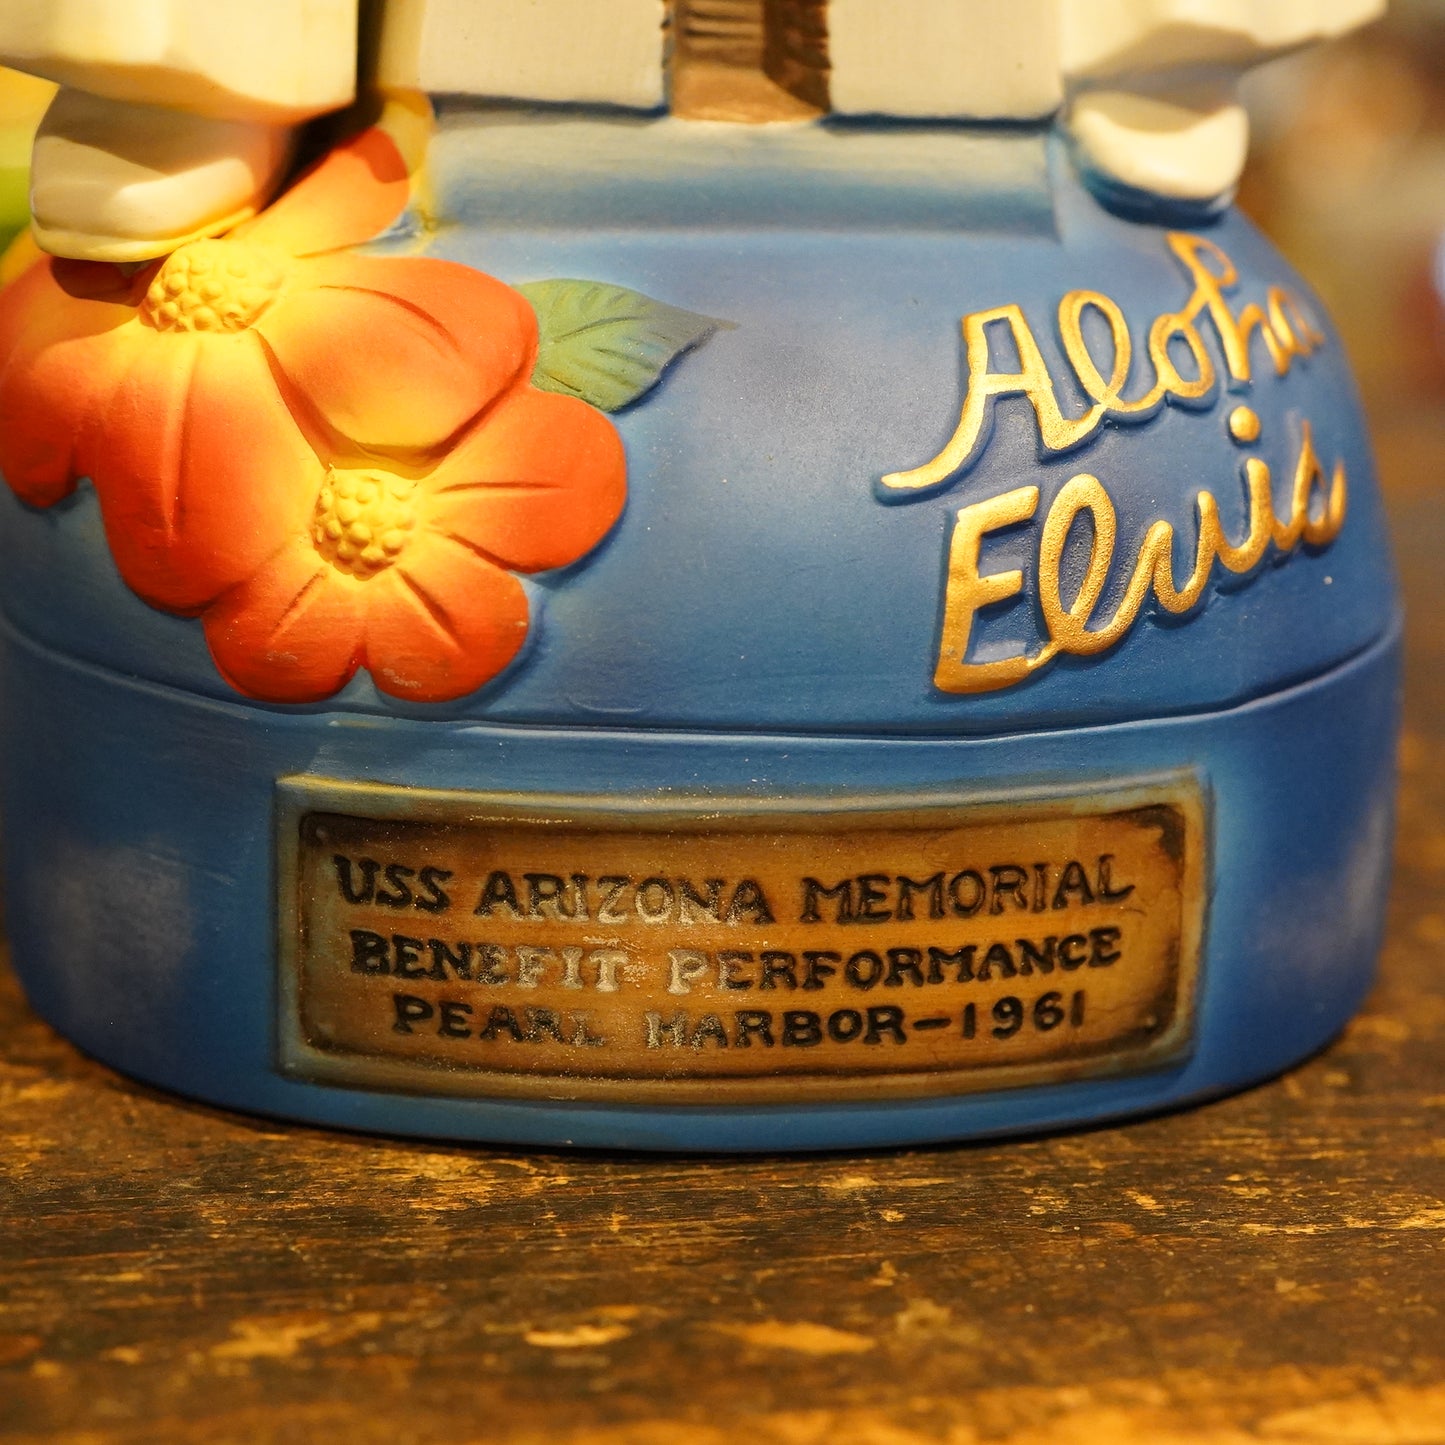 Aloha
Elvis
USS ARIZONA MEMORIAL
BENEFIT PERFORMANCE
PEARL HARBOR-1961